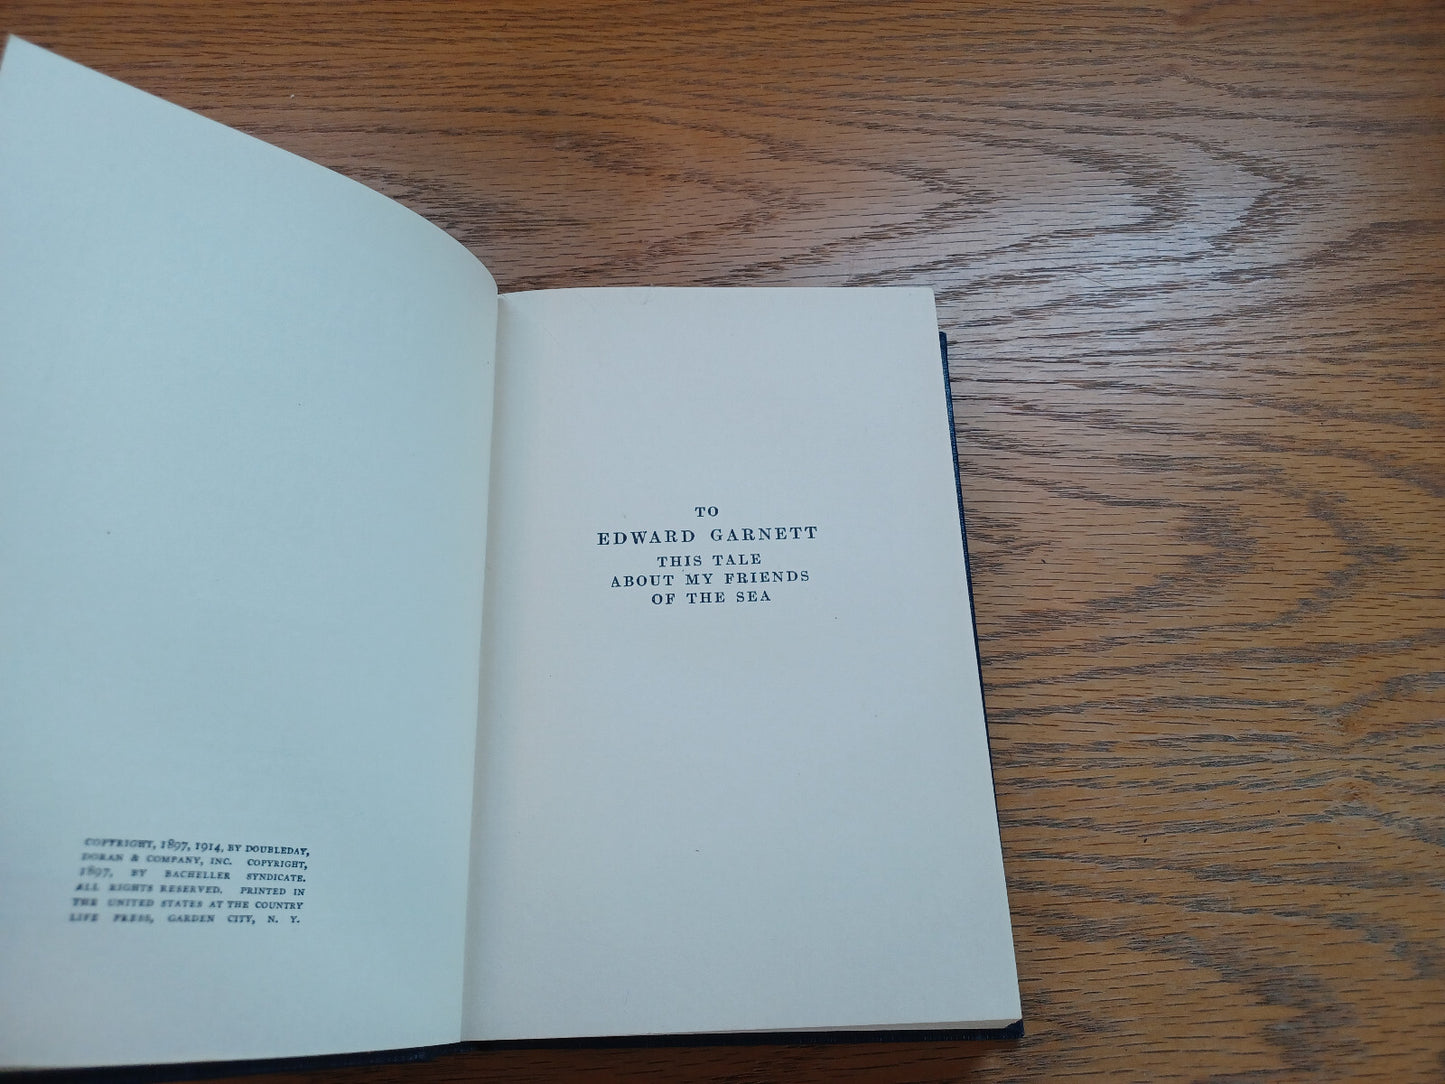 COPYRIGHT, 1897, 1914, BY DOUBLEDAY,
DORAN & COMPANY, INC. COPYRIGHT,
1897, BY BACHELLER SYNDICATE.
ALL RIGHTS RESERVED. PRINTED IN
THE UNITED STATES AT THE COUNTRY
LIFE PRESS, GARDEN CITY, N. Y.
TO
EDWARD GARNETT
THIS TALE
ABOUT MY FRIENDS
OF THE SEA